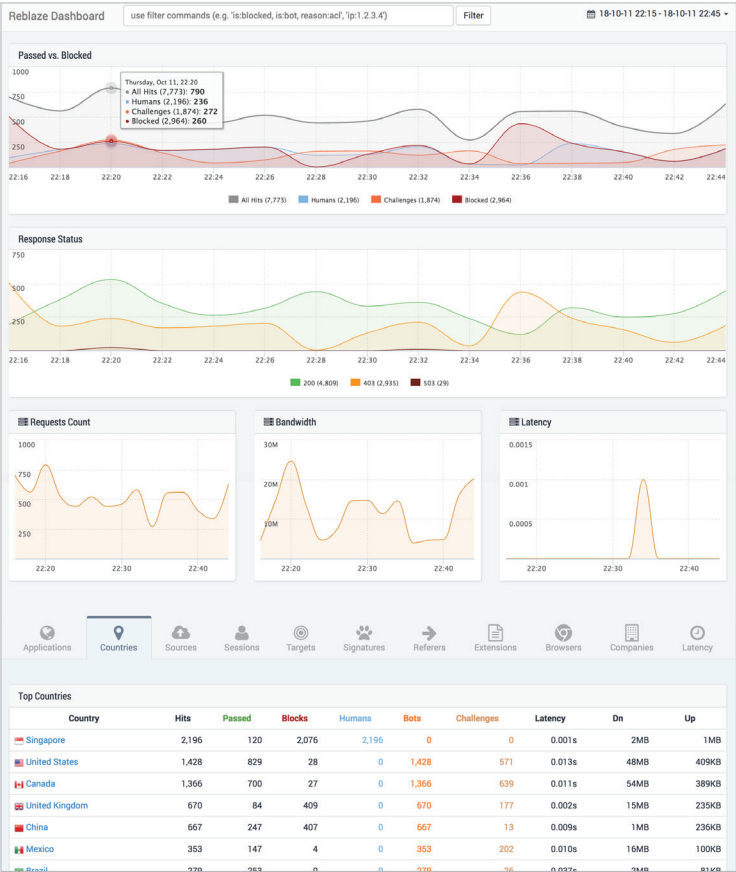 Reblaze Dashboard use filter commands (e.g. 'is:blocked, is:bot, reason:acl', 'ip:1.2.3.4') Filter 18-10-11 22:15 - 18-10-11 22:45
Passed vs. Blocked
1000
750
500
250
Thursday, Oct 11, 22:20
All Hits (7,773): 790
Humans (2,196): 236
Challenges (1,874): 272
Blocked (2,964): 260
22:16 22:18 22:20 22:22 22:24 22:26 22:28 22:30 22:32 22:34 22:36 22:38 22:40 22:42 22:44
All Hits (7,773) Humans (2,196) Challenges (1,874) Blocked (2,964)
Response Status
750
500
250
22:16 22:18 22:20 22:22 22:24 22:26 22:28 22:30 22:32 22:34 22:36 22:38 22:40 22:42 22:44
200 (4,809) 403 (2,935) 503 (29)
Requests Count
1000
750
500
250
22:20 22:30 22:40
Bandwidth
30M
20M
10M
22:20 22:30 22:40
Latency
0.0015
0.001
0.0005
22:20 22:30 22:40
Applications Countries Sources Sessions Targets Signatures Referers Extensions Browsers Companies Latency
Top Countries
Country Hits Passed Blocks Humans Bots Challenges Latency Dn Up
Singapore 2,196 120 2,076 2,196 0 0 0.001s 2MB 1MB
United States 1,428 829 28 0 1,428 571 0.013s 48MB 409KB
Canada 1,366 700 27 0 1,366 639 0.011s 54MB 389KB
United Kingdom 670 84 409 0 670 177 0.002s 15MB 235KB
China 667 247 407 0 667 13 0.009s 1MB 236KB
Mexico 353 147 4 0 353 202 0.010s 16MB 100KB
Brazil 279 253 0 0 279 26 0.037s 2MB 81KB